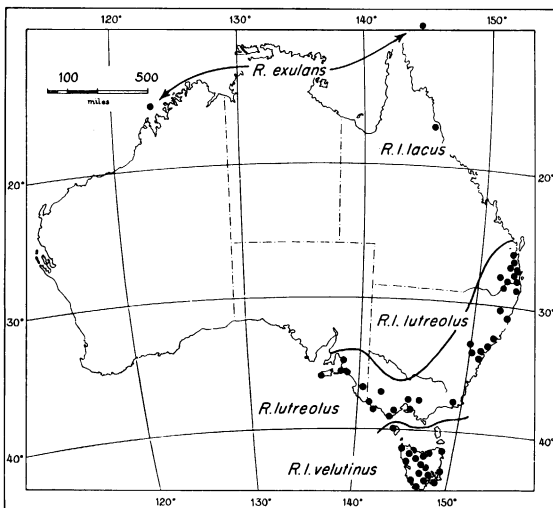 120° 130° 140° 150°
R. exulans
100 500
miles
R.l.lacus
20° 20°
30° R.l. lutreolus 30°
R.lutreolus
40° R.l. velutinus 40°
120° 130° 140° 150°